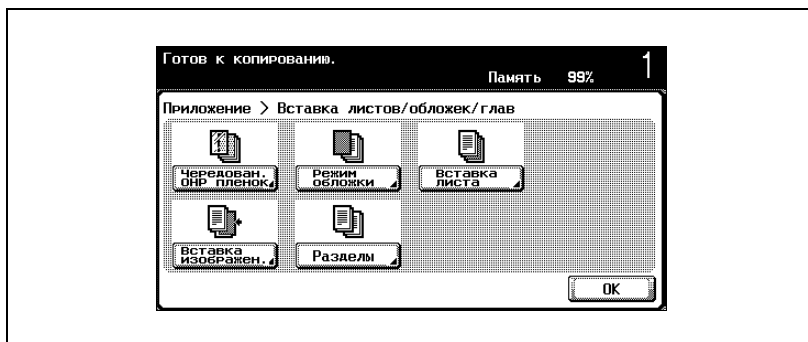 Готов к копированию.
Память 99% 1
Приложение > Вставка листов/обложек/глав
Чередован.
OHP пленок
Режим
обложки
Вставка
листа
Вставка
изображен.
Разделы
OK